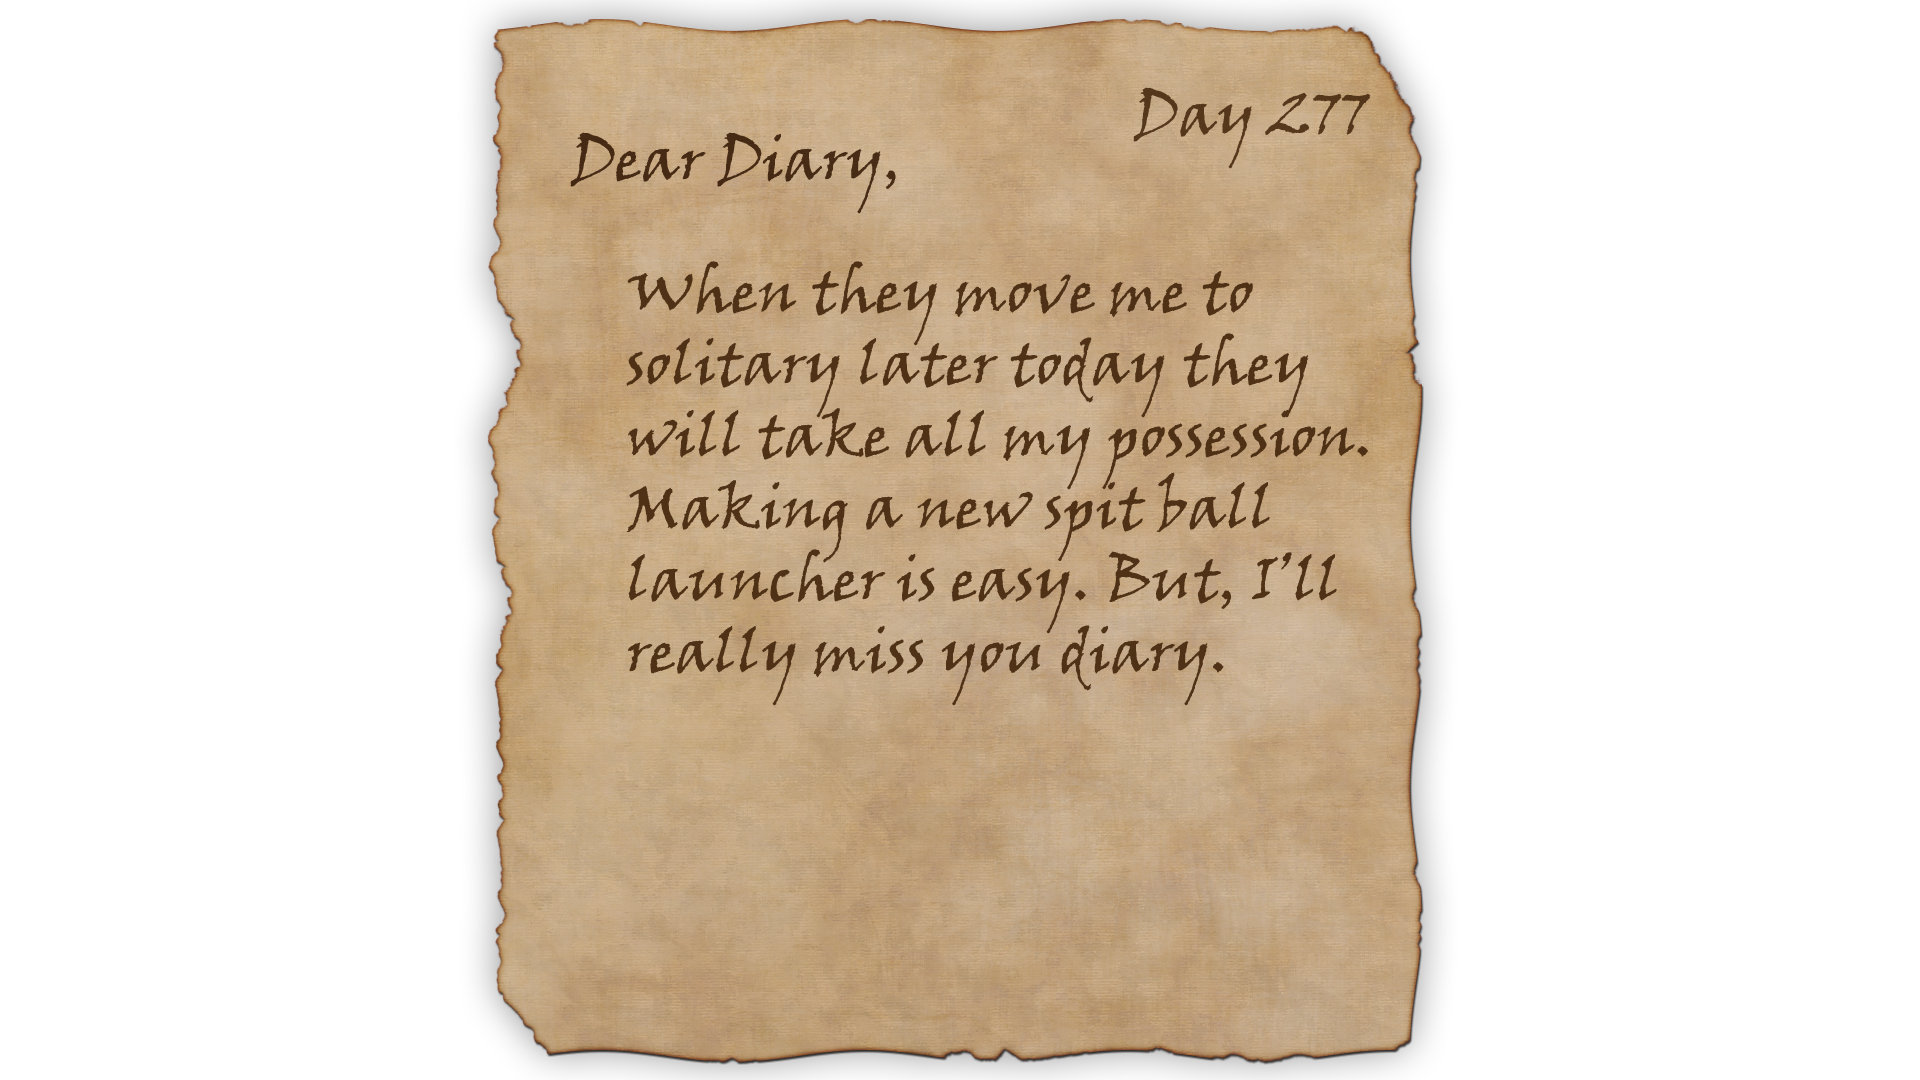 Day 277
Dear Diary,
When they move me to
solitary later today they
will take all my possession.
Making a new spit ball
launcher is easy. But, I’ll
really miss you diary.